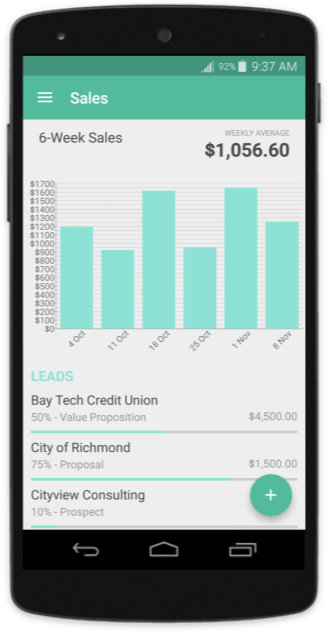 92% 9:37 AM
Sales
6-Week Sales
WEEKLY AVERAGE
$1,056.60
$1700
$1600
$1500
$1400
$1300
$1200
$1100
$1000
$900
$800
$700
$600
$500
$400
$300
$200
$100
$0
4 Oct
11 Oct
18 Oct
25 Oct
1 Nov
8 Nov
LEADS
Bay Tech Credit Union
50% - Value Proposition $4,500.00
City of Richmond
75% - Proposal $1,500.00
Cityview Consulting
10% - Prospect